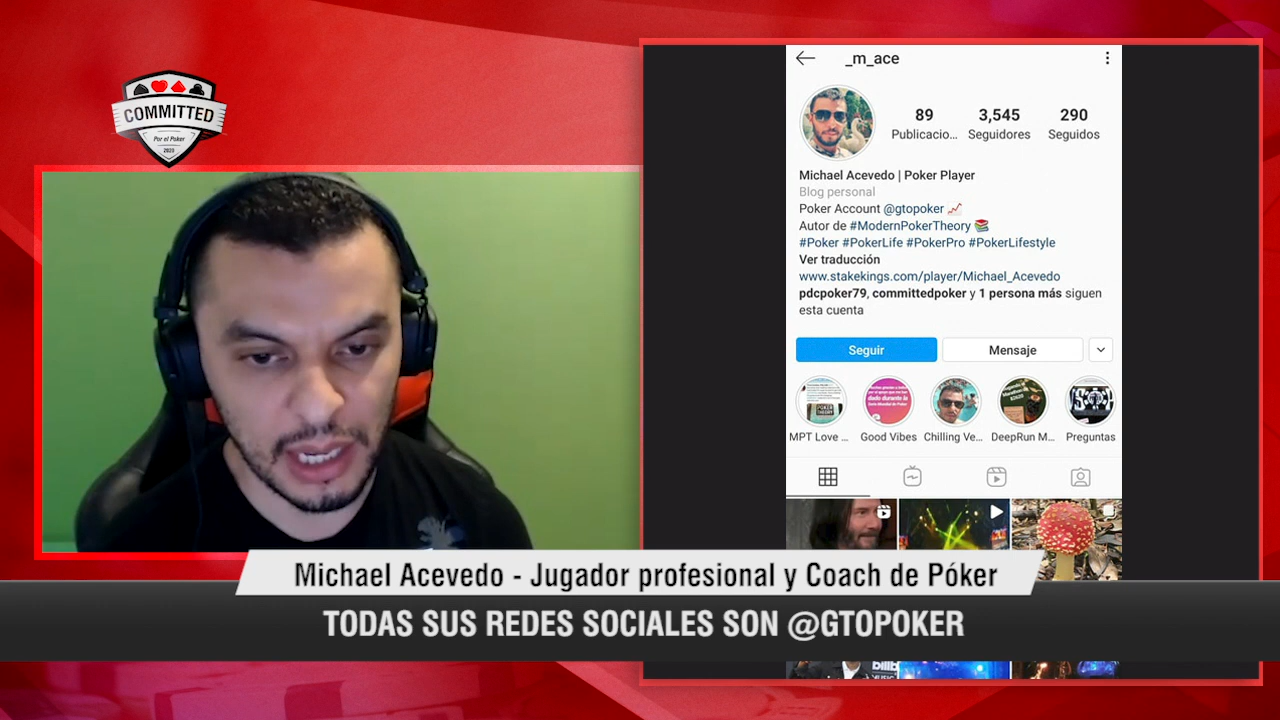 COMMITTED
Por el Poker
2020
_m_ace
89
3,545
290
Publicacio...
Seguidores
Seguidos
Michael Acevedo | Poker Player
Blog personal
Poker Account @gtopoker
Autor de #ModernPokerTheory
#Poker #PokerLife #PokerPro #PokerLifestyle
Ver traducción
www.stakekings.com/player/Michael_Acevedo
pdcpoker79, committedpoker y 1 persona más siguen
esta cuenta
Seguir
Mensaje
POKER
THEORY
MPT Love ...
Good Vibes
Chilling Ve...
DeepRun M...
Preguntas
Michael Acevedo - Jugador profesional y Coach de Póker
TODAS SUS REDES SOCIALES SON @GTOPOKER